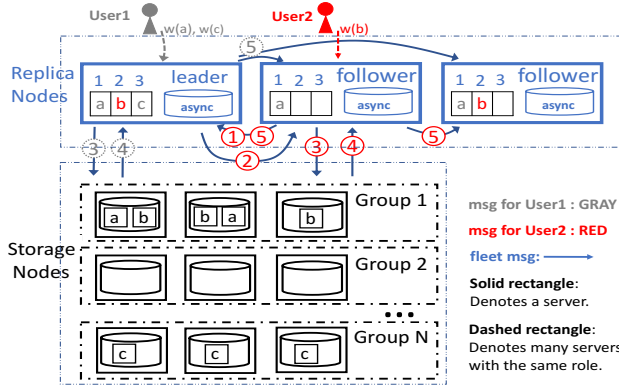 User1
User2
w(a), w(c)
w(b)
5
Replica
Nodes
1 2 3
leader
a b c
async
1 2 3
follower
a
async
1 2 3
follower
a b
async
3 4 1 5 2 3 4 5
Storage
Nodes
Group 1
a b
b a
b
Group 2
...
Group N
c
c
c
msg for User1 : GRAY
msg for User2 : RED
fleet msg:
Solid rectangle:
Denotes a server.
Dashed rectangle:
Denotes many servers
with the same role.